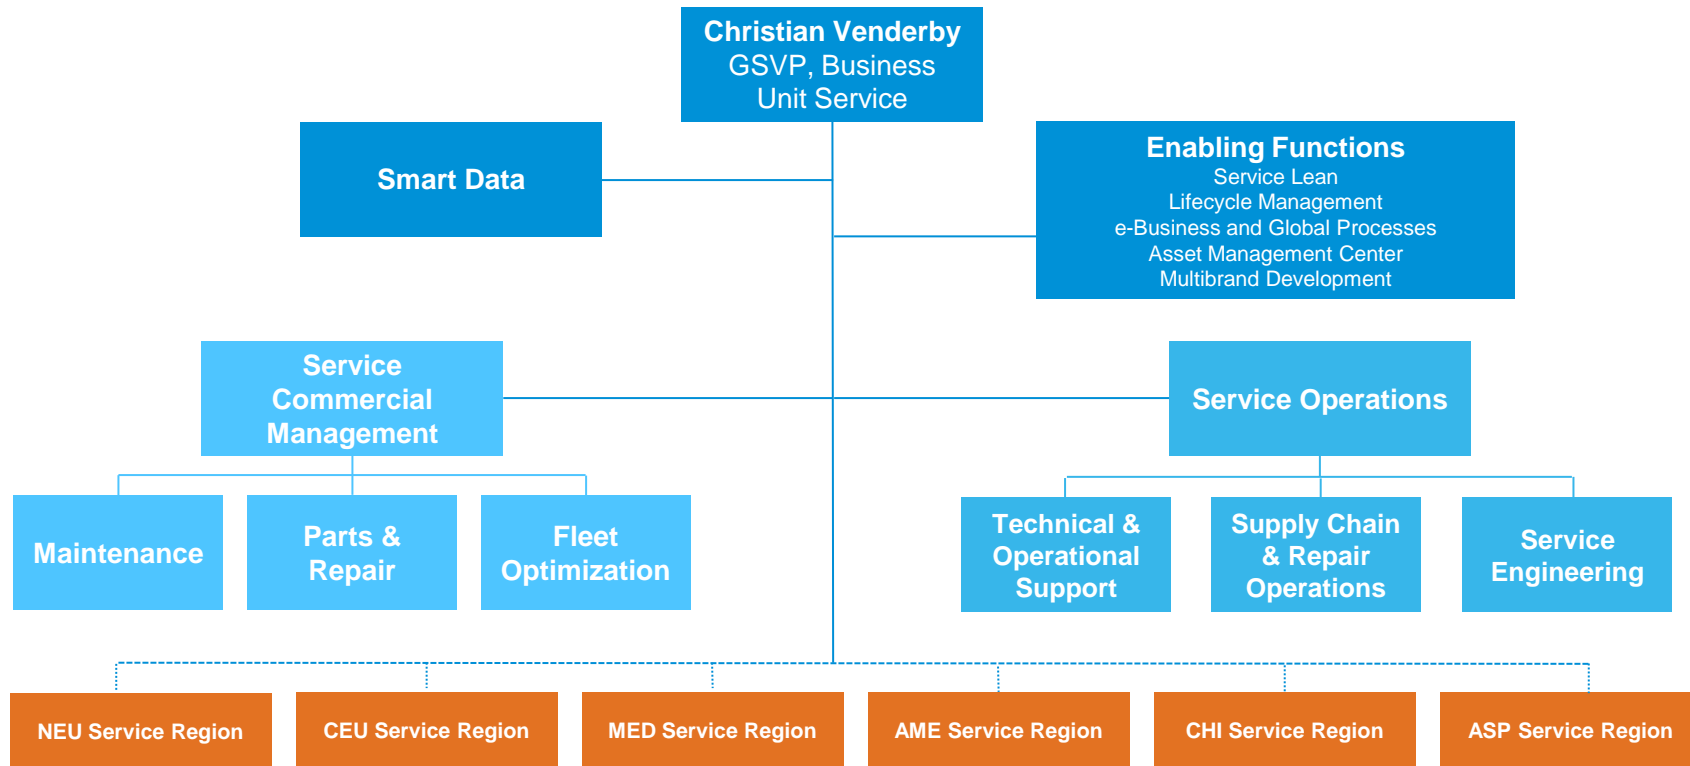 Christian Venderby
GSVP, Business
Unit Service
Smart Data
Enabling Functions
Service Lean
Lifecycle Management
e-Business and Global Processes
Asset Management Center
Multibrand Development
Service
Commercial
Management
Service Operations
Maintenance
Parts &
Repair
Fleet
Optimization
Technical &
Operational
Support
Supply Chain
& Repair
Operations
Service
Engineering
NEU Service Region
CEU Service Region
MED Service Region
AME Service Region
CHI Service Region
ASP Service Region